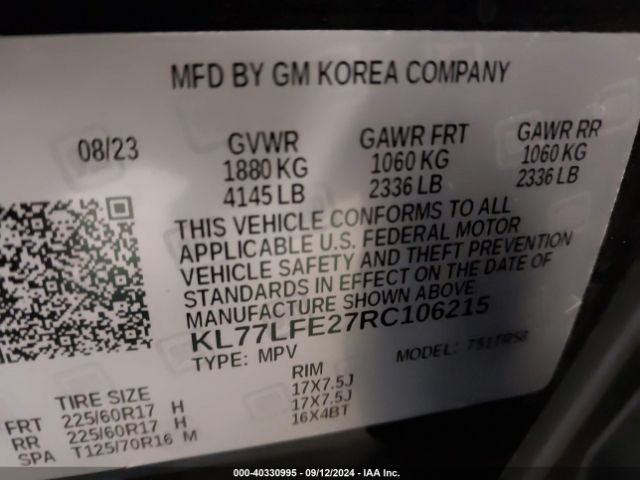 MFD BY GM KOREA COMPANY
08/23 GVWR GAWR FRT GAWR RR
1880 KG 1060 KG 1060 KG
4145 LB 2336 LB 2336 LB
THIS VEHICLE CONFORMS TO ALL
APPLICABLE U.S. FEDERAL MOTOR
VEHICLE SAFETY AND THEFT PREVENTION
STANDARDS IN EFFECT ON THE DATE OF
MANUFACTURE SHOWN ABOVE.
KL77LFE27RC106215
TYPE: MPV MODEL:
TIRE SIZE RIM
FRT 225/60R17 H 17X7.5J
RR 225/60R17 H 17X7.5J
SPA T125/70R16 M 16X4BT
000-40330995 - 09/12/2024 - IAA Inc.